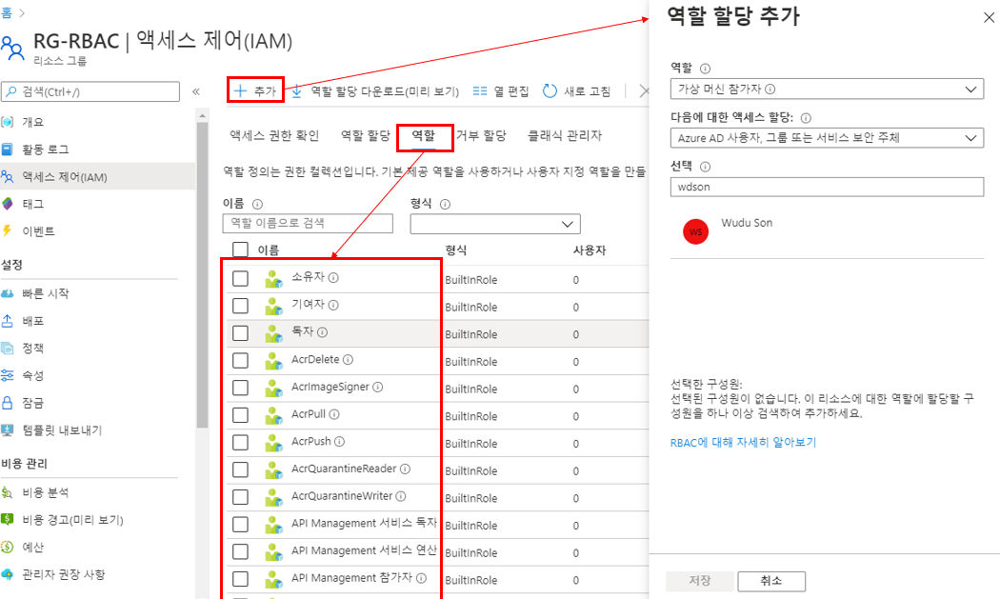 홈 >
RG-RBAC | 액세스 제어(IAM)
리소스 그룹
검색(Ctrl+/)
«
개요
활동 로그
액세스 제어(IAM)
태그
이벤트
설정
빠른 시작
배포
정책
속성
잠금
템플릿 내보내기
비용 관리
비용 분석
비용 경고(미리 보기)
예산
관리자 권장 사항
+ 추가
역할 할당 다운로드(미리 보기)
열 편집
새로 고침
액세스 권한 확인
역할 할당
역할
거부 할당
클래식 관리자
역할 정의는 권한 컬렉션입니다. 기본 제공 역할을 사용하거나 사용자 지정 역할을 만들
이름
형식
역할 이름으로 검색
이름 형식 사용자
소유자 BuiltInRole 0
기여자 BuiltInRole 0
독자 BuiltInRole 0
AcrDelete BuiltInRole 0
AcrImageSigner BuiltInRole 0
AcrPull BuiltInRole 0
AcrPush BuiltInRole 0
AcrQuarantineReader BuiltInRole 0
AcrQuarantineWriter BuiltInRole 0
API Management 서비스 독자 BuiltInRole 0
API Management 서비스 연산 BuiltInRole 0
API Management 참가자 BuiltInRole 0
역할 할당 추가
역할
가상 머신 참가자
다음에 대한 액세스 할당:
Azure AD 사용자, 그룹 또는 서비스 보안 주체
선택
wdson
WS
Wudu Son
선택한 구성원:
선택된 구성원이 없습니다. 이 리소스에 대한 역할에 할당할 구
성원을 하나 이상 검색하여 추가하세요.
RBAC에 대해 자세히 알아보기
저장
취소